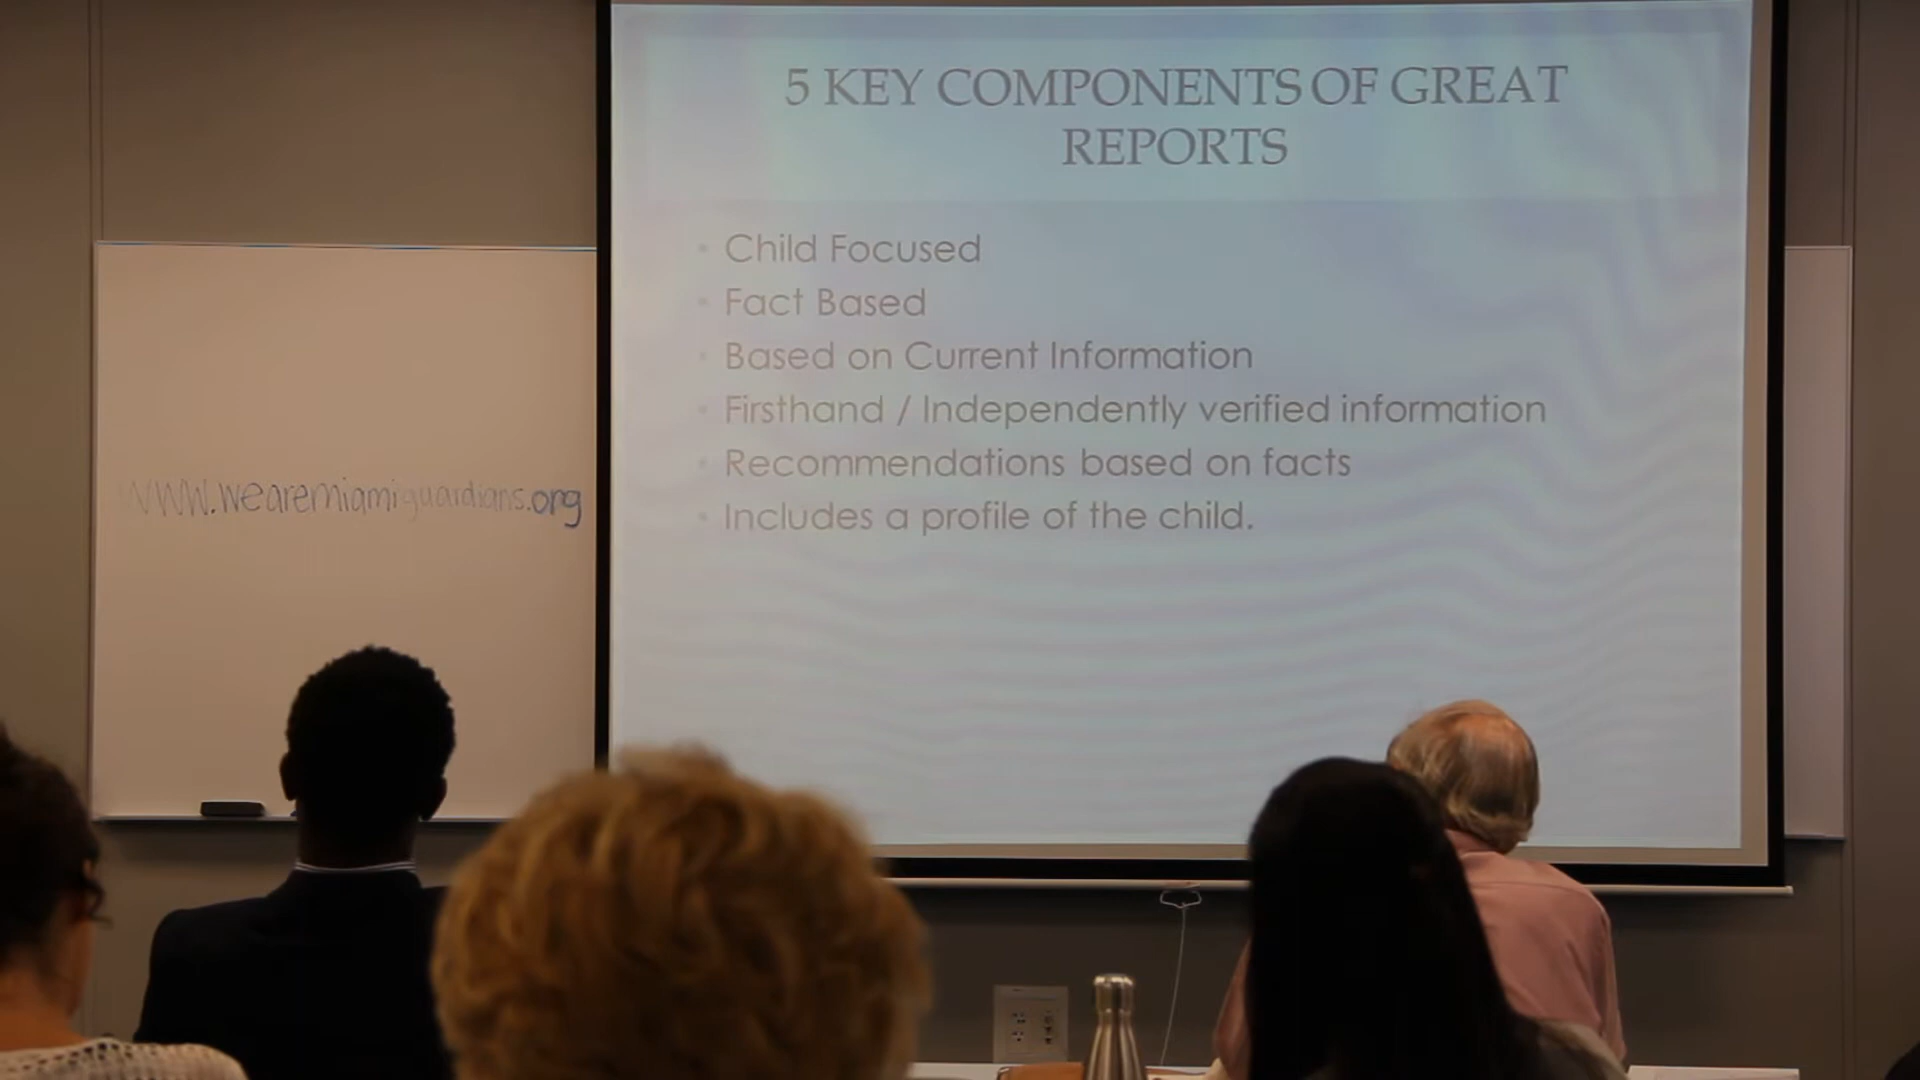 5 KEY COMPONENTS OF GREAT
REPORTS
• Child Focused
• Fact Based
• Based on Current Information
• Firsthand / Independently verified information
• Recommendations based on facts
• Includes a profile of the child.
www.wearemiamiguardians.org